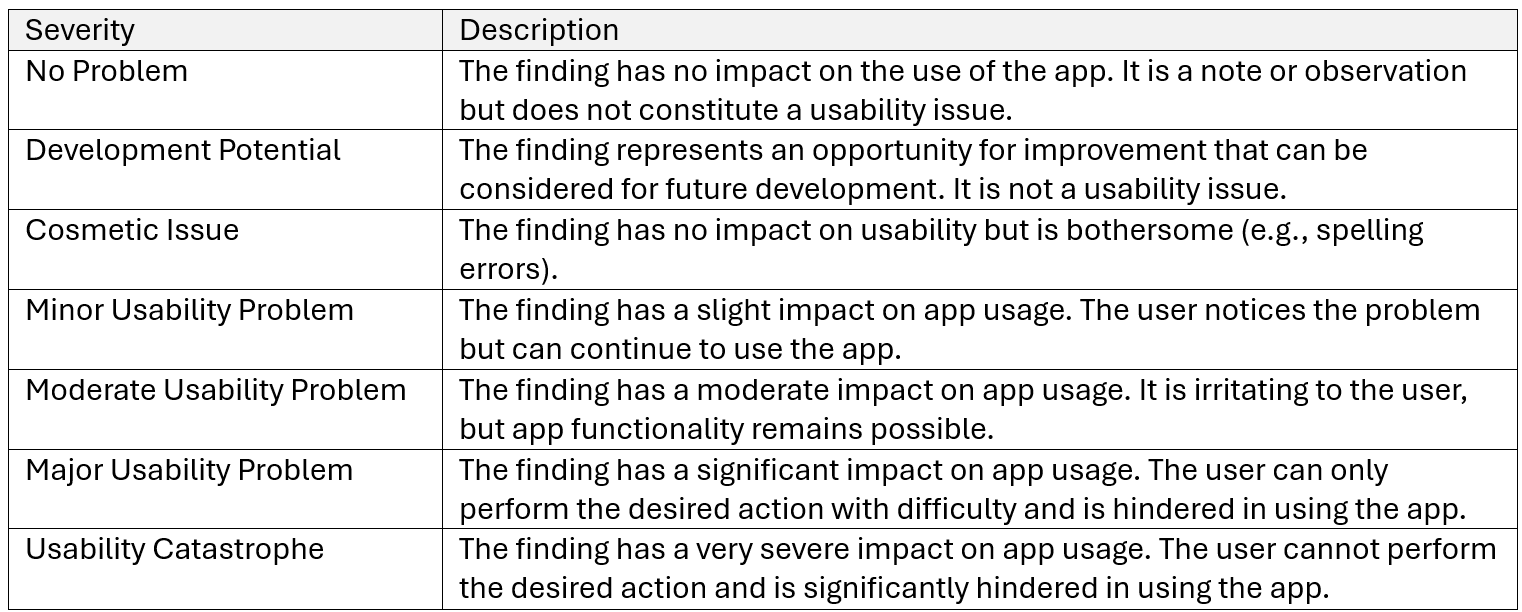 Severity Description
No Problem The finding has no impact on the use of the app. It is a note or observation
but does not constitute a usability issue.
Development Potential The finding represents an opportunity for improvement that can be
considered for future development. It is not a usability issue.
Cosmetic Issue The finding has no impact on usability but is bothersome (e.g., spelling
errors).
Minor Usability Problem The finding has a slight impact on app usage. The user notices the problem
but can continue to use the app.
Moderate Usability Problem The finding has a moderate impact on app usage. It is irritating to the user,
but app functionality remains possible.
Major Usability Problem The finding has a significant impact on app usage. The user can only
perform the desired action with difficulty and is hindered in using the app.
Usability Catastrophe The finding has a very severe impact on app usage. The user cannot perform
the desired action and is significantly hindered in using the app.